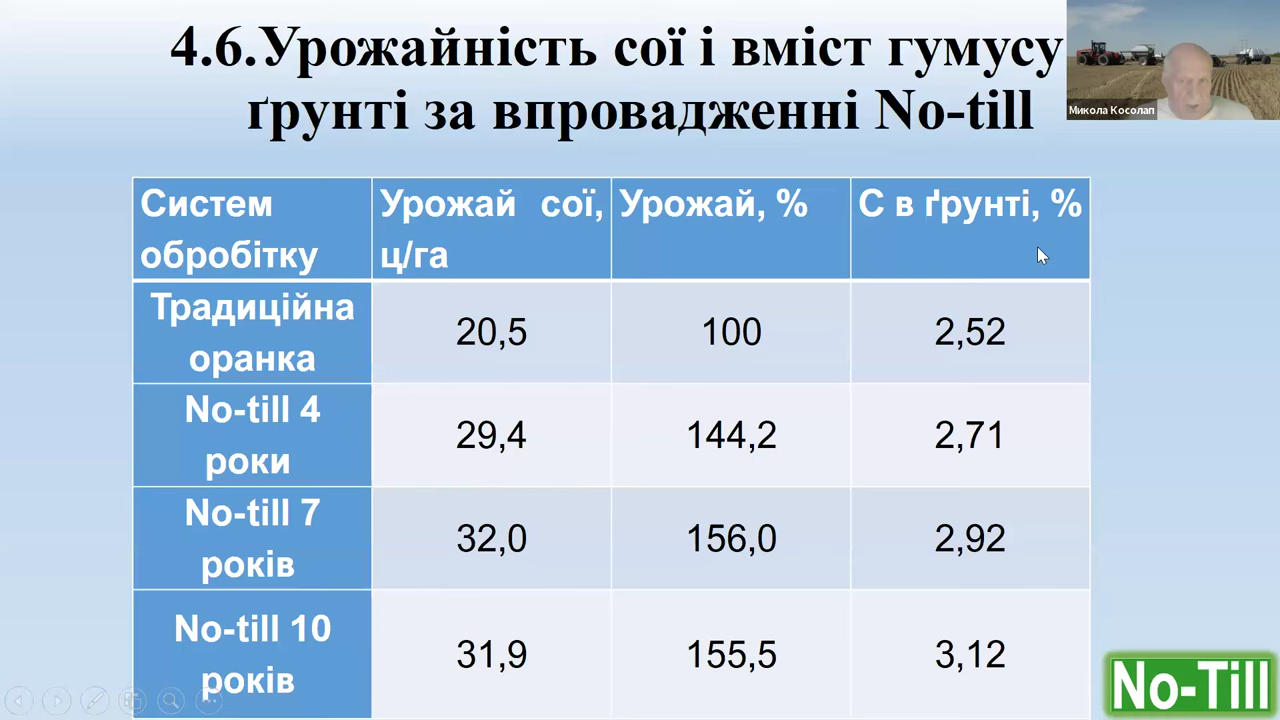 4.6.Урожайність сої і вміст гумусу
ґрунті за впровадженні No-till
Микола Косолап
Систем обробітку
Урожай сої, ц/га
Урожай, %
С в ґрунті, %
Традиційна оранка
20,5
100
2,52
No-till 4 роки
29,4
144,2
2,71
No-till 7 років
32,0
156,0
2,92
No-till 10 років
31,9
155,5
3,12
No-Till